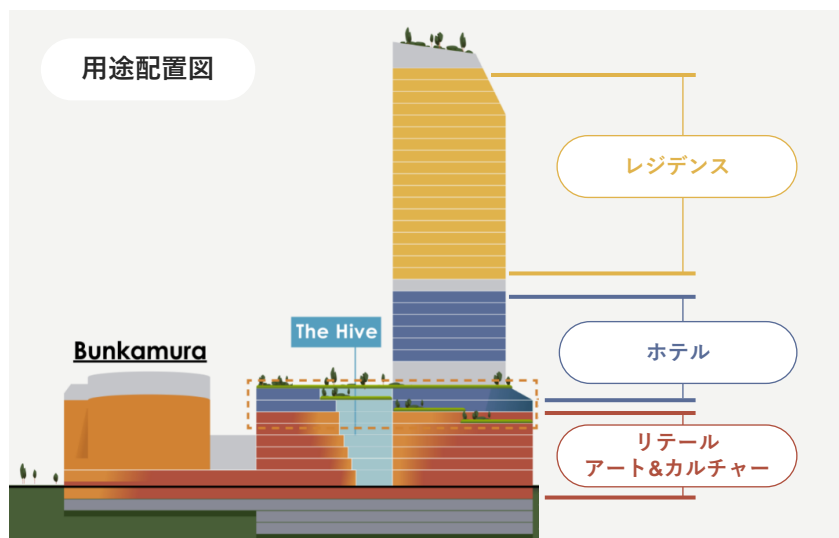 用途配置図
レジデンス
The Hive
Bunkamura
ホテル
リテール
アート&カルチャー